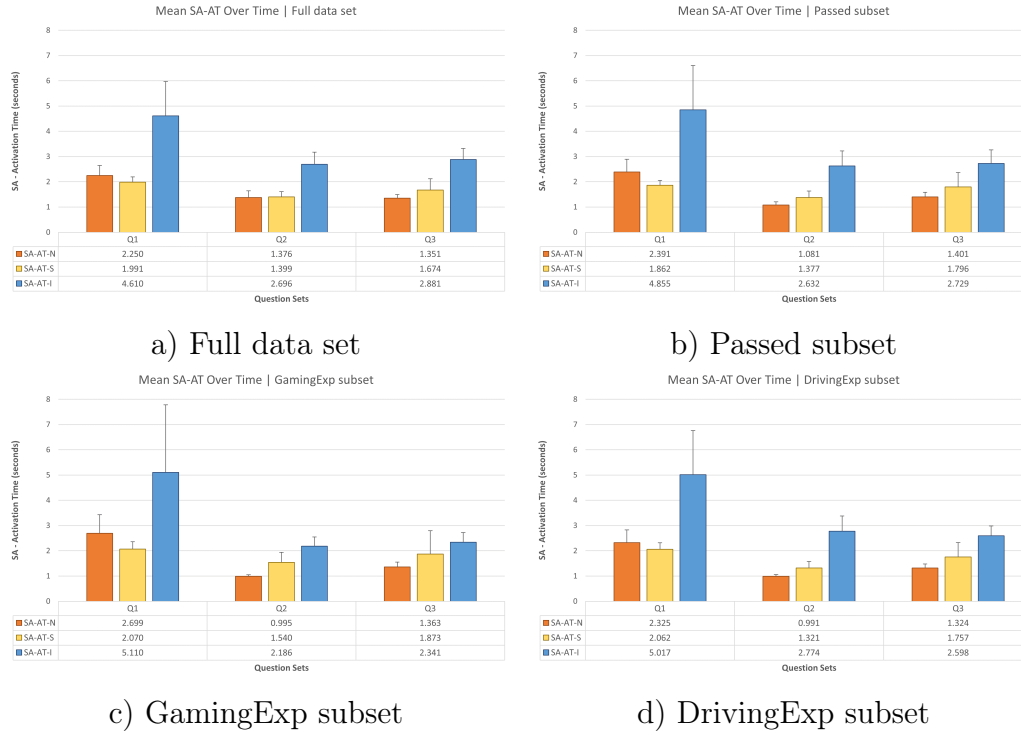 Mean SA-AT Over Time | Full data set
SA - Activation Time (seconds)
8
7
6
5
4
3
2
1
0
Q1 Q2 Q3
SA-AT-N 2.250 1.376 1.351
SA-AT-S 1.991 1.399 1.674
SA-AT-I 4.610 2.696 2.881
Question Sets
a) Full data set
Mean SA-AT Over Time | Passed subset
SA - Activation Time (seconds)
8
7
6
5
4
3
2
1
0
Q1 Q2 Q3
SA-AT-N 2.391 1.081 1.401
SA-AT-S 1.862 1.377 1.796
SA-AT-I 4.855 2.632 2.729
Question Sets
b) Passed subset
Mean SA-AT Over Time | GamingExp subset
SA - Activation Time (seconds)
8
7
6
5
4
3
2
1
0
Q1 Q2 Q3
SA-AT-N 2.699 0.995 1.363
SA-AT-S 2.070 1.540 1.873
SA-AT-I 5.110 2.186 2.341
Question Sets
c) GamingExp subset
Mean SA-AT Over Time | DrivingExp subset
SA - Activation Time (seconds)
8
7
6
5
4
3
2
1
0
Q1 Q2 Q3
SA-AT-N 2.325 0.991 1.324
SA-AT-S 2.062 1.321 1.757
SA-AT-I 5.017 2.774 2.598
Question Sets
d) DrivingExp subset